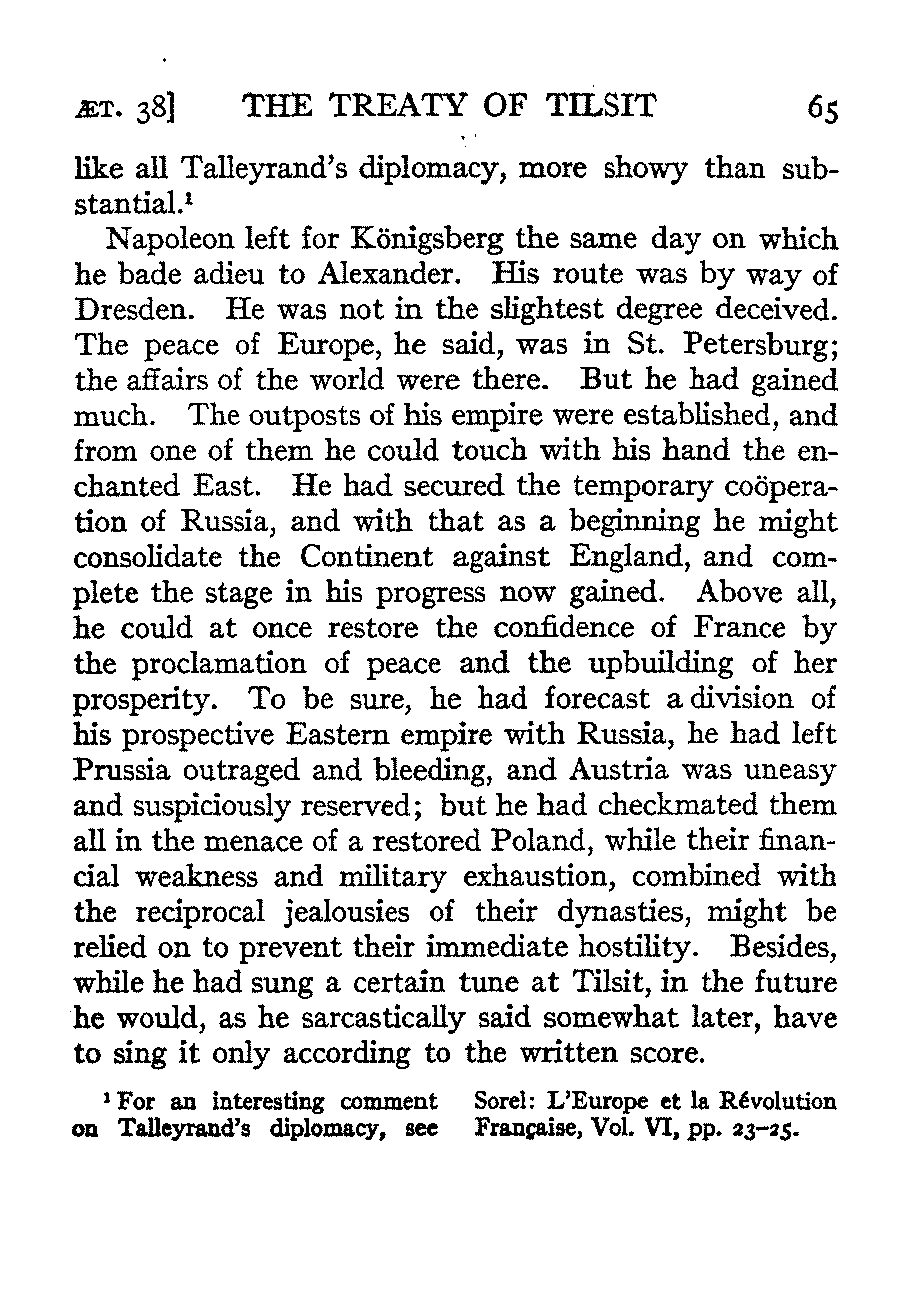 ÆT. 38] THE TREATY OF TILSIT 65
like all Talleyrand's diplomacy, more showy than sub-
stantial.¹
Napoleon left for Königsberg the same day on which
he bade adieu to Alexander. His route was by way of
Dresden. He was not in the slightest degree deceived.
The peace of Europe, he said, was in St. Petersburg;
the affairs of the world were there. But he had gained
much. The outposts of his empire were established, and
from one of them he could touch with his hand the en-
chanted East. He had secured the temporary coöpera-
tion of Russia, and with that as a beginning he might
consolidate the Continent against England, and com-
plete the stage in his progress now gained. Above all,
he could at once restore the confidence of France by
the proclamation of peace and the upbuilding of her
prosperity. To be sure, he had forecast a division of
his prospective Eastern empire with Russia, he had left
Prussia outraged and bleeding, and Austria was uneasy
and suspiciously reserved; but he had checkmated them
all in the menace of a restored Poland, while their finan-
cial weakness and military exhaustion, combined with
the reciprocal jealousies of their dynasties, might be
relied on to prevent their immediate hostility. Besides,
while he had sung a certain tune at Tilsit, in the future
he would, as he sarcastically said somewhat later, have
to sing it only according to the written score.
¹ For an interesting comment
on Talleyrand's diplomacy, see
Sorel: L'Europe et la Révolution
Française, Vol. VI, pp. 23–25.